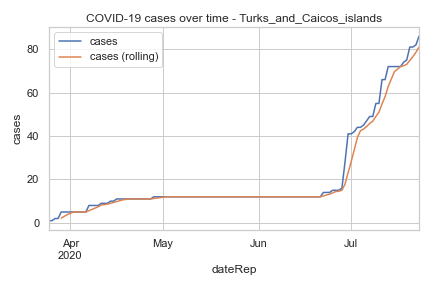 COVID-19 cases over time - Turks_and_Caicos_islands
cases
cases (rolling)
80
60
40
20
0
cases
Apr
2020
May
Jun
Jul
dateRep